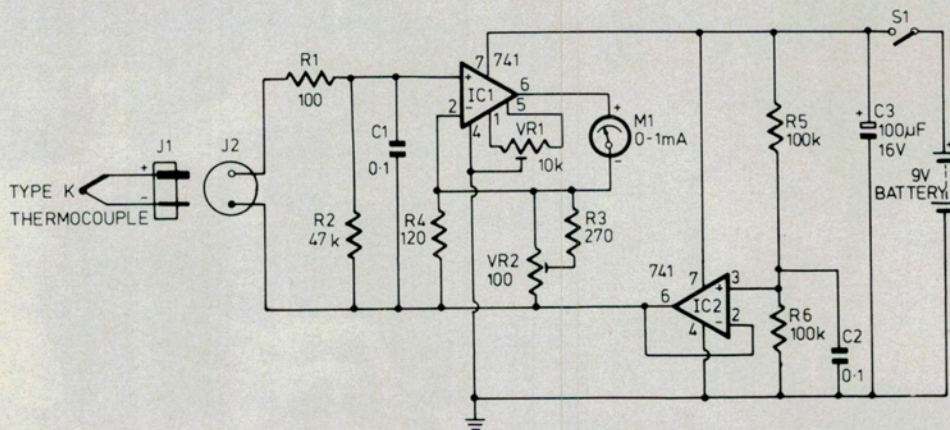 R1
100
J1
J2
TYPE K
THERMOCOUPLE
+
−
C1
0·1
R2
47k
R4
120
7
741
+
2
−
IC1
6
5
4
1
VR1
10k
+
M1
0-1mA
−
R3
270
VR2
100
741
7
3
+
6
IC2
−
2
4
R5
100k
R6
100k
C2
0·1
+
C3
100µF
16V
S1
+
9V
BATTERY
−